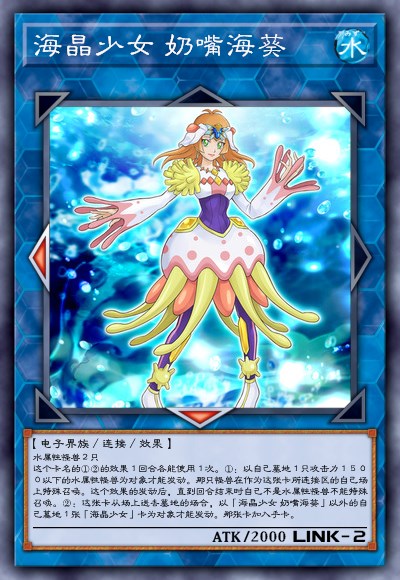 海晶少女 奶嘴海葵
水
【电子界族／连接／效果】
水属性怪兽２只
这个卡名的①②的效果１回合各能使用１次。①：以自己墓地１只攻击力１５０
０以下的水属性怪兽为对象才能发动。那只怪兽在作为这张卡所连接区的自己场
上特殊召唤。这个效果的发动后，直到回合结束时自己不是水属性怪兽不能特殊
召唤。②：这张卡从场上送去墓地的场合，以「海晶少女 奶嘴海葵」以外的自
己墓地１张「海晶少女」卡为对象才能发动。那张卡加入手卡。
ATK/2000 LINK-2